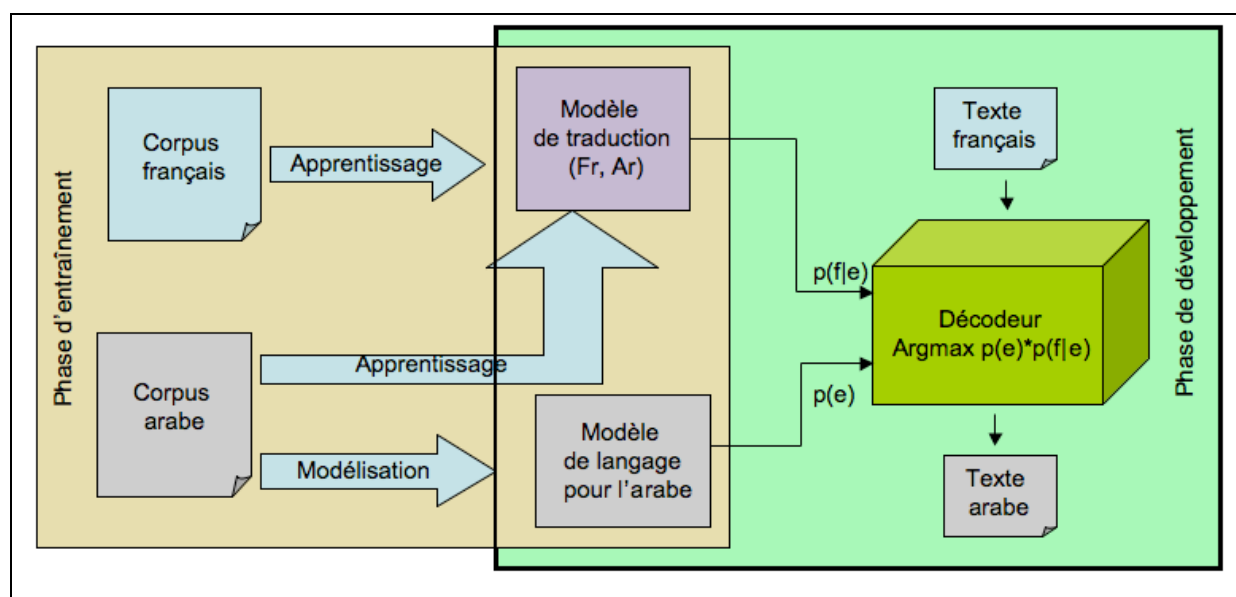 Phase d'entraînement
Corpus
français
Apprentissage
Modèle
de traduction
(Fr, Ar)
Corpus
arabe
Apprentissage
Modélisation
Modèle
de langage
pour l'arabe
p(f|e)
p(e)
Texte
français
Décodeur
Argmax p(e)*p(f|e)
Texte
arabe
Phase de développement